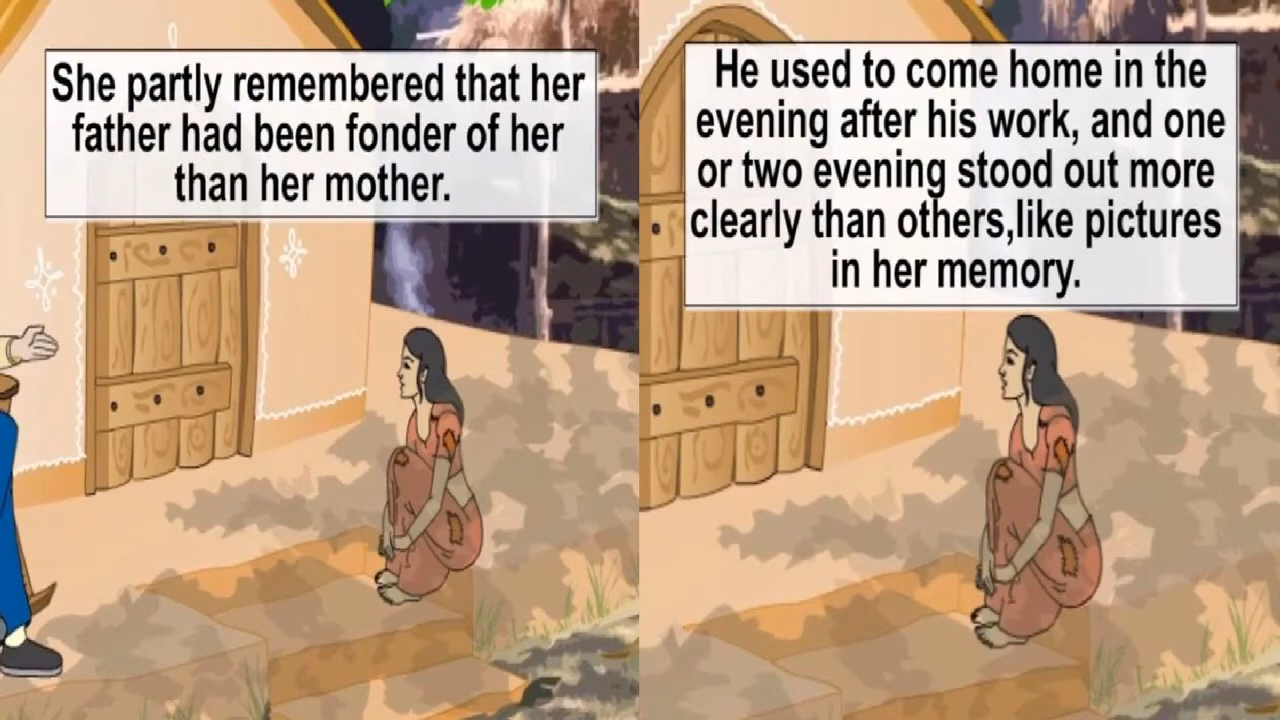 She partly remembered that her
father had been fonder of her
than her mother.
He used to come home in the
evening after his work, and one
or two evening stood out more
clearly than others,like pictures
in her memory.